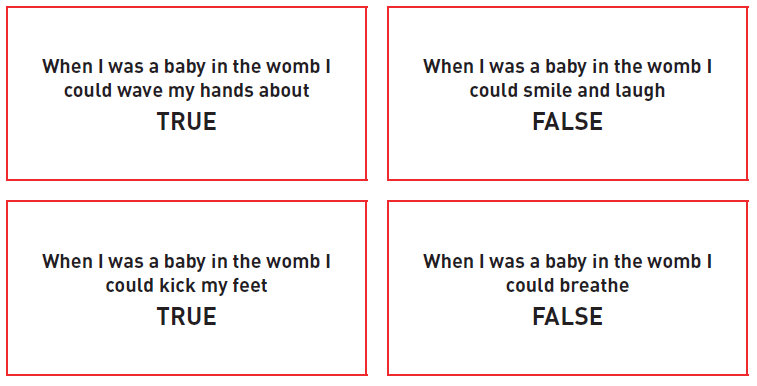 When I was a baby in the womb I
could wave my hands about
TRUE
When I was a baby in the womb I
could smile and laugh
FALSE
When I was a baby in the womb I
could kick my feet
TRUE
When I was a baby in the womb I
could breathe
FALSE